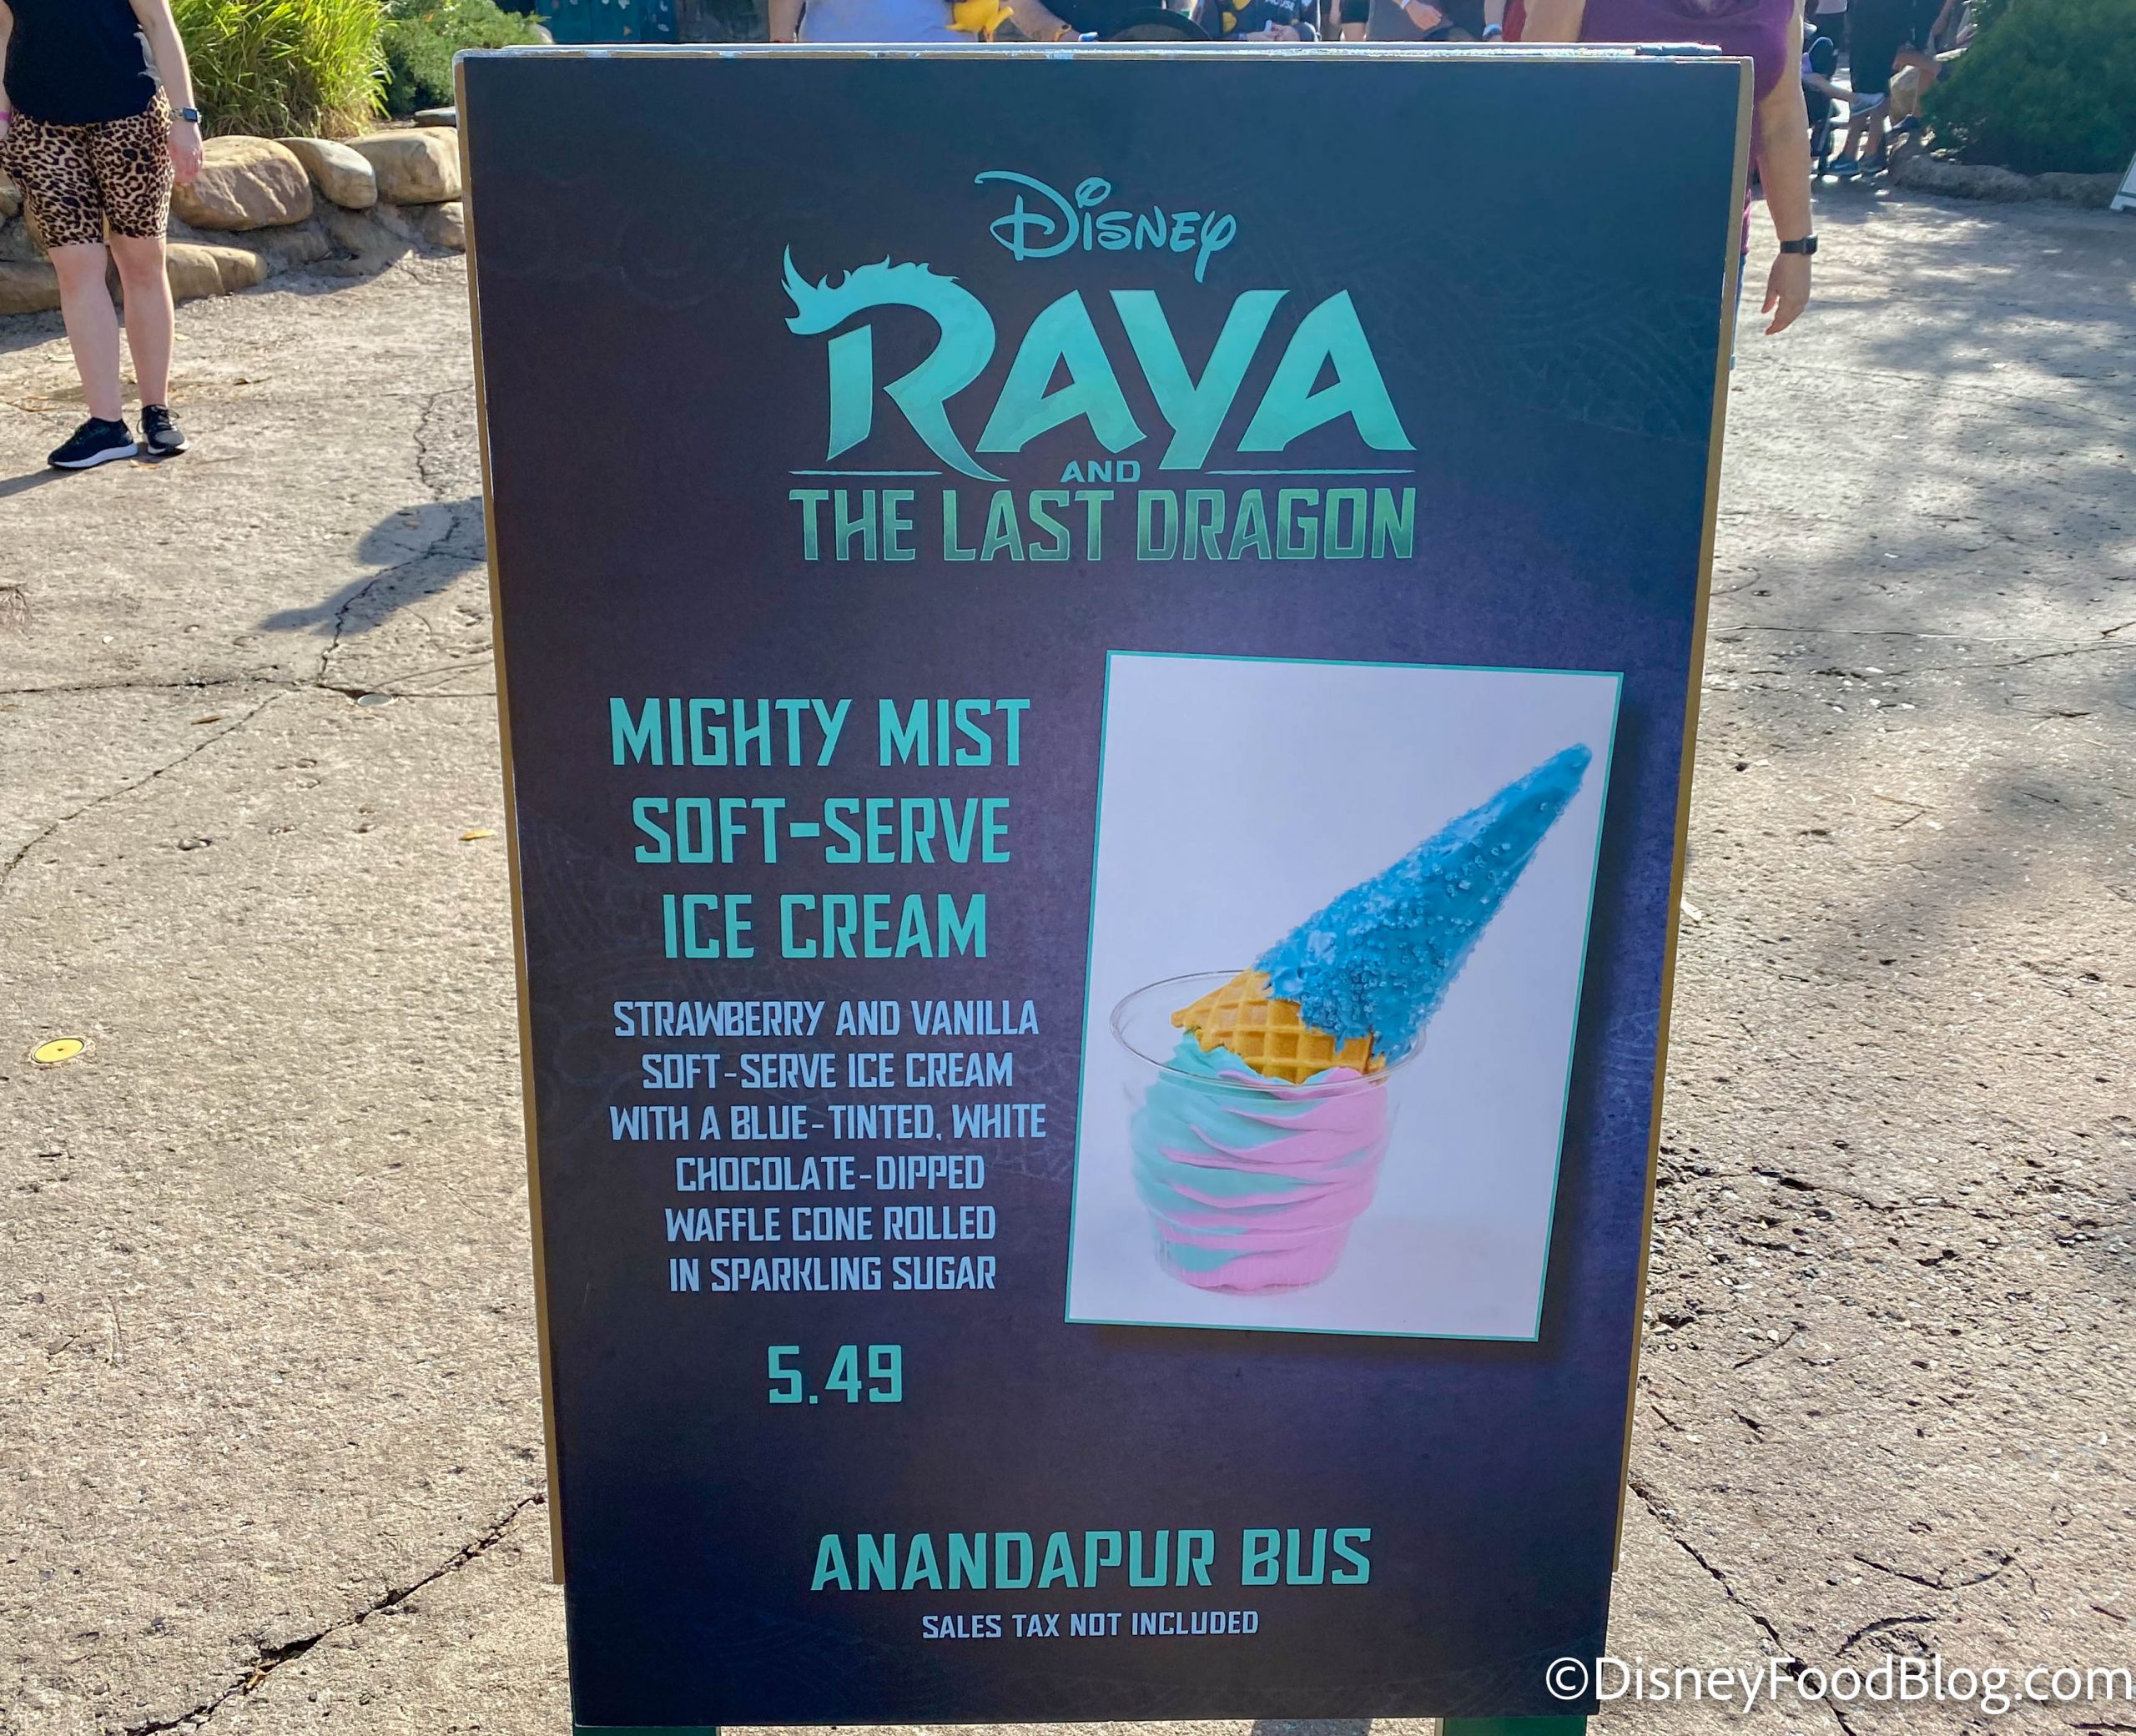 DISNEY
RAYA
AND
THE LAST DRAGON
MIGHTY MIST
SOFT-SERVE
ICE CREAM
STRAWBERRY AND VANILLA
SOFT-SERVE ICE CREAM
WITH A BLUE-TINTED, WHITE
CHOCOLATE-DIPPED
WAFFLE CONE ROLLED
IN SPARKLING SUGAR
5.49
ANANDAPUR BUS
SALES TAX NOT INCLUDED
©DisneyFoodBlog.com